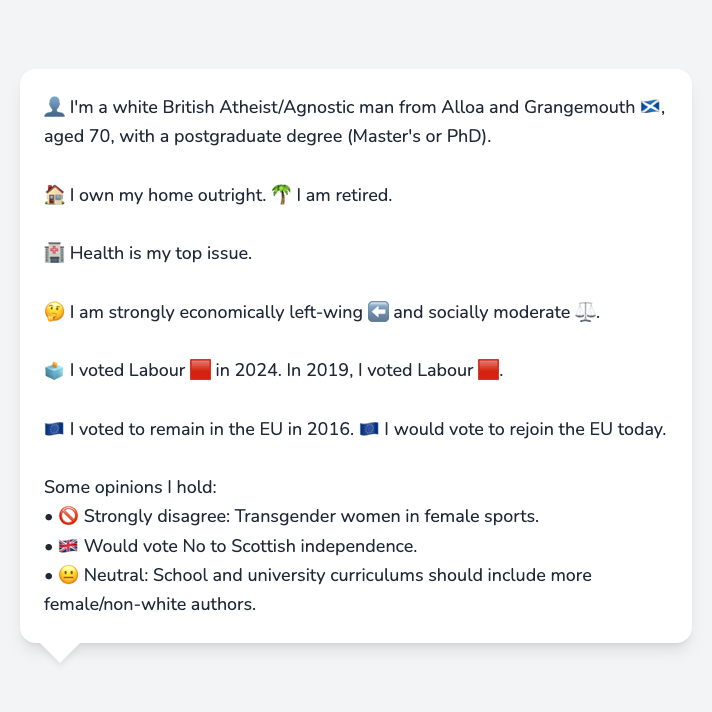 👤 I'm a white British Atheist/Agnostic man from Alloa and Grangemouth 🏴󠁧󠁢󠁳󠁣󠁴󠁿,
aged 70, with a postgraduate degree (Master's or PhD).
🏠 I own my home outright. 🌴 I am retired.
🏥 Health is my top issue.
🤔 I am strongly economically left-wing ⬅️ and socially moderate ⚖️.
🗳️ I voted Labour 🟥 in 2024. In 2019, I voted Labour 🟥.
🇪🇺 I voted to remain in the EU in 2016. 🇪🇺 I would vote to rejoin the EU today.
Some opinions I hold:
• 🚫 Strongly disagree: Transgender women in female sports.
• 🇬🇧 Would vote No to Scottish independence.
• 😐 Neutral: School and university curriculums should include more
female/non-white authors.